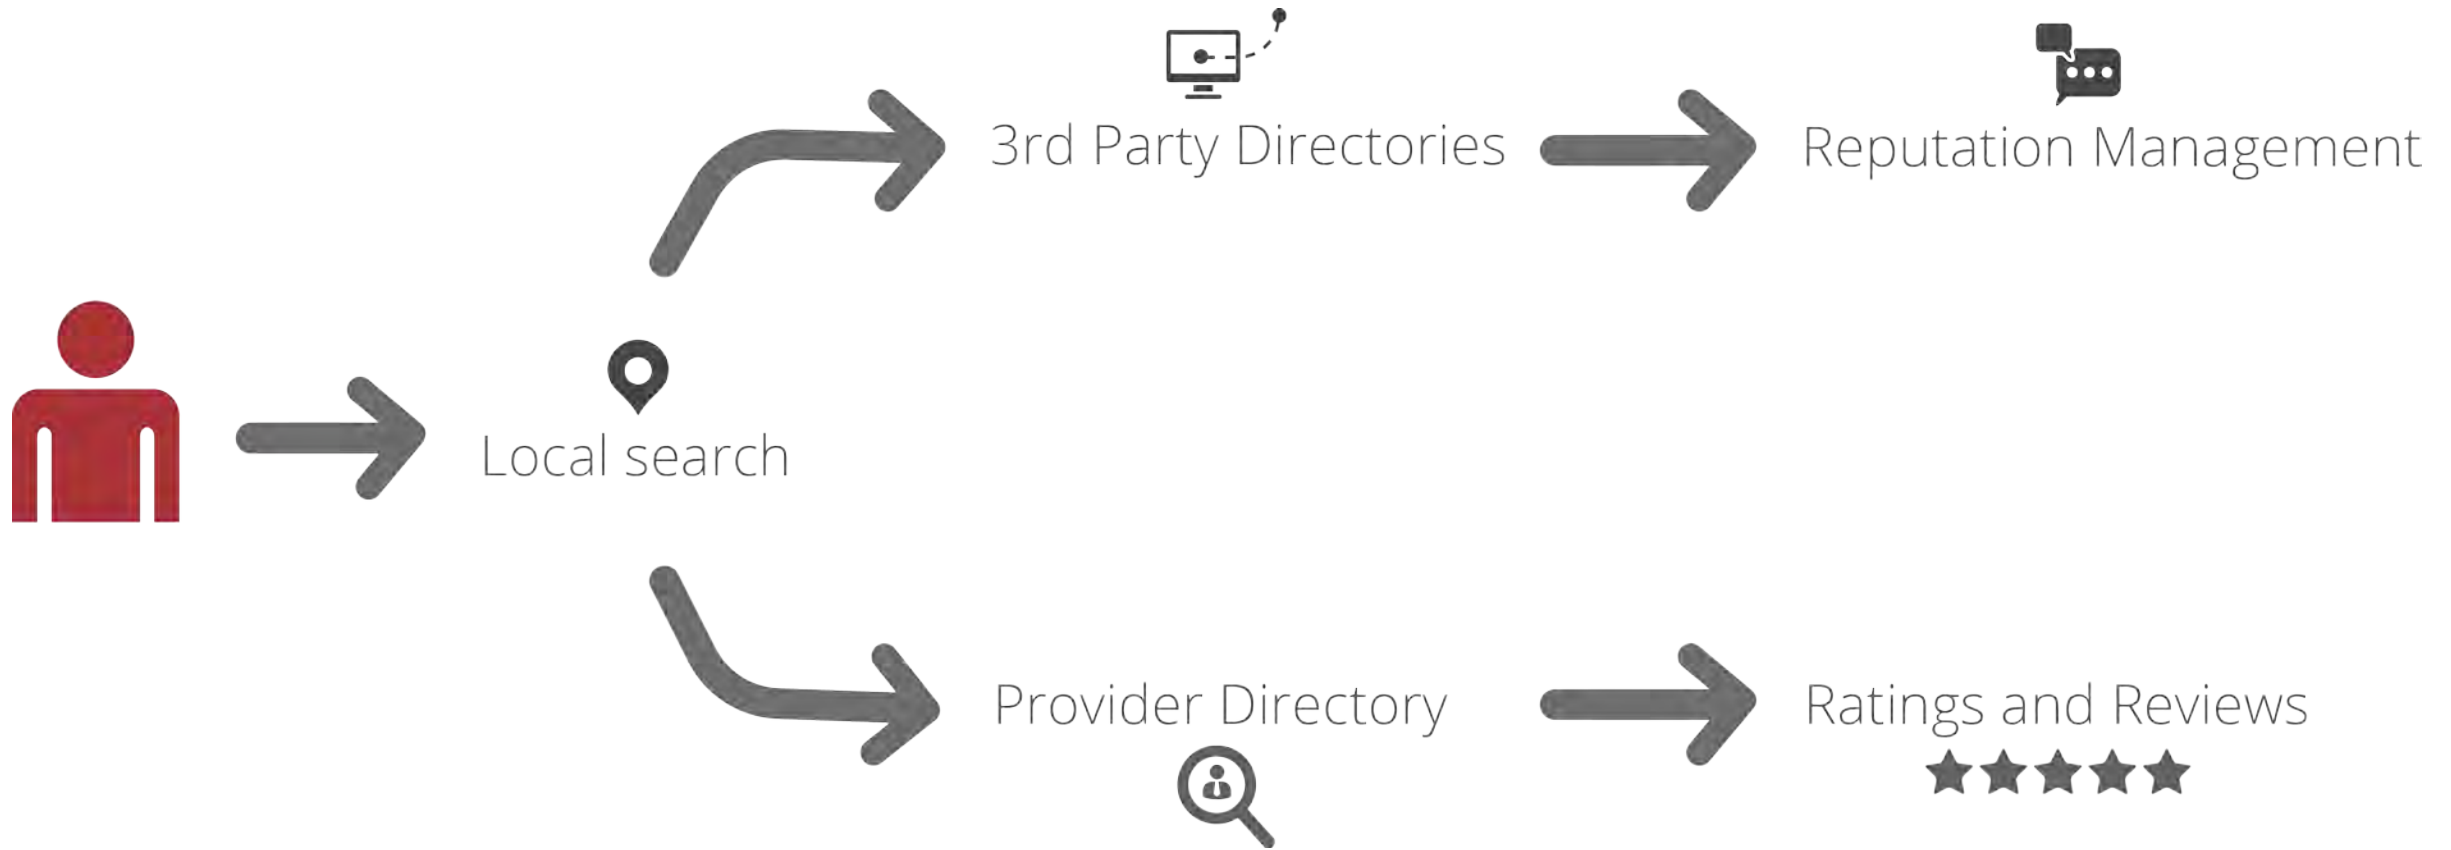 3rd Party Directories
Reputation Management
Local search
Provider Directory
Ratings and Reviews